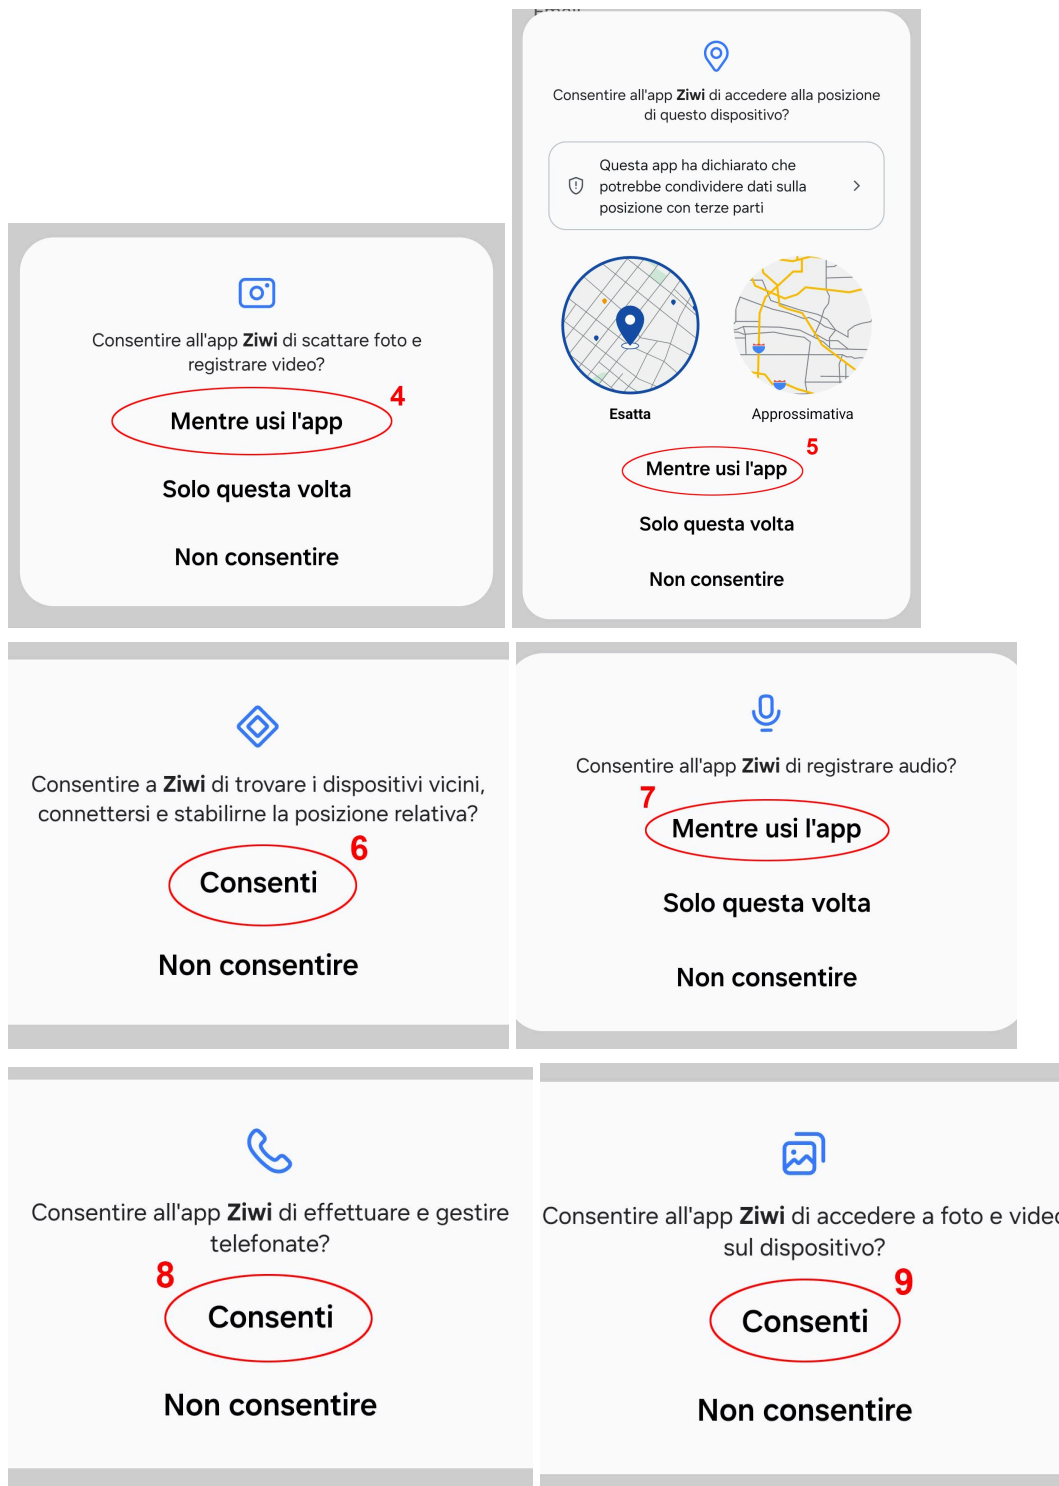 Consentire all'app Ziwi di scattare foto e
registrare video?
4
Mentre usi l'app
Solo questa volta
Non consentire
Consentire all'app Ziwi di accedere alla posizione
di questo dispositivo?
Questa app ha dichiarato che
potrebbe condividere dati sulla
posizione con terze parti
Esatta
Approssimativa
5
Mentre usi l'app
Solo questa volta
Non consentire
Consentire a Ziwi di trovare i dispositivi vicini,
connettersi e stabilirne la posizione relativa?
6
Consenti
Non consentire
Consentire all'app Ziwi di registrare audio?
7
Mentre usi l'app
Solo questa volta
Non consentire
Consentire all'app Ziwi di effettuare e gestire
telefonate?
8
Consenti
Non consentire
Consentire all'app Ziwi di accedere a foto e video
sul dispositivo?
9
Consenti
Non consentire